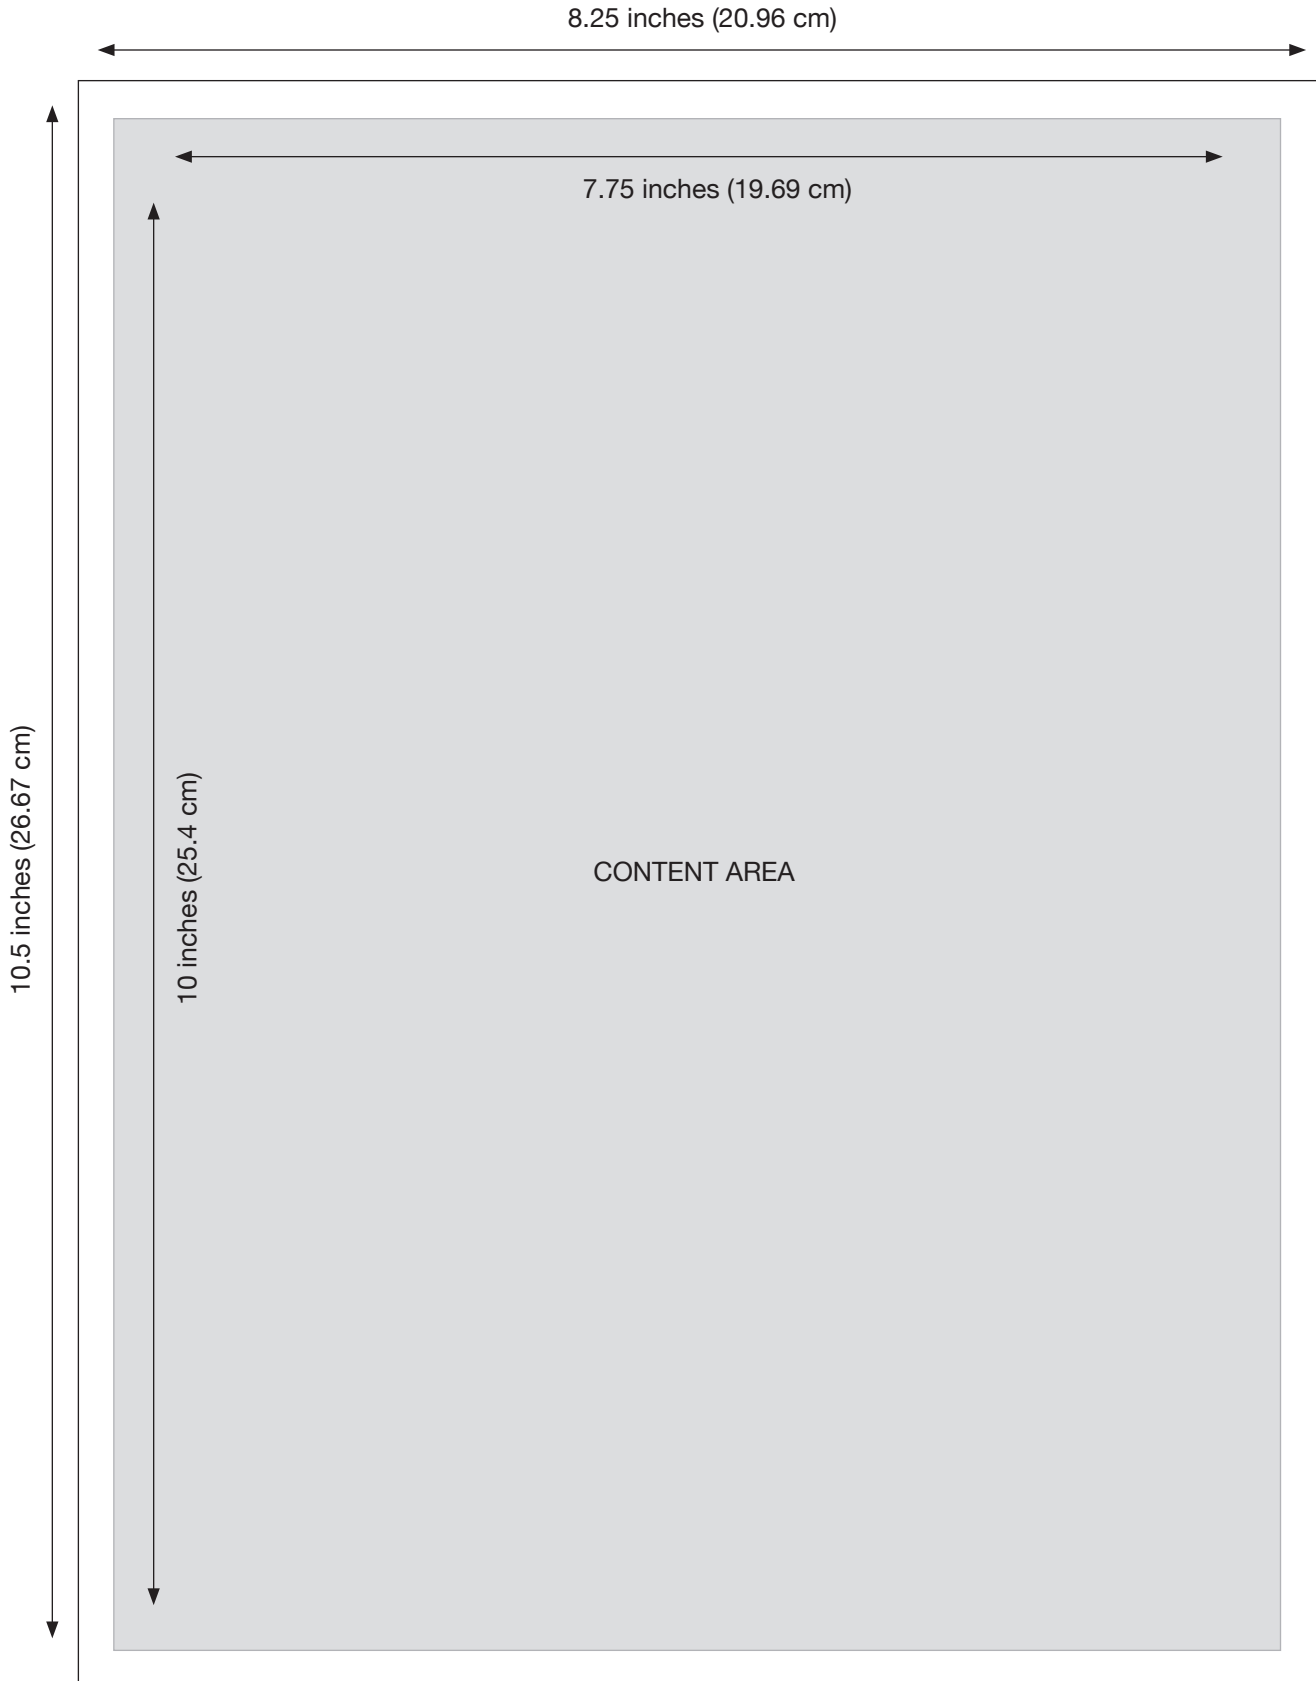 8.25 inches (20.96 cm)
7.75 inches (19.69 cm)
10.5 inches (26.67 cm)
10 inches (25.4 cm)
CONTENT AREA